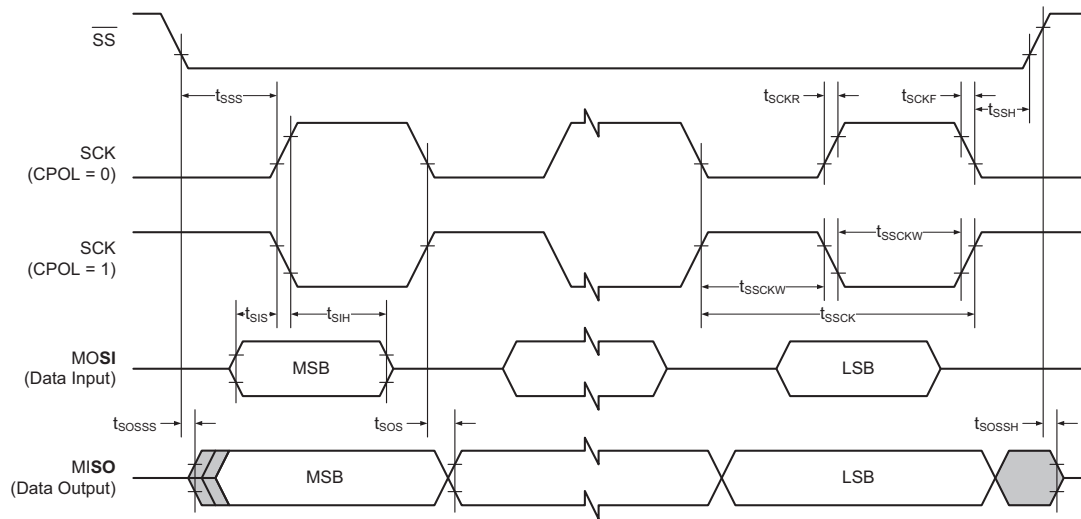 SS
tSSS
tSCKR
tSCKF
tSSH
SCK
(CPOL = 0)
SCK
(CPOL = 1)
tSSCKW
tSSCKW
tSSCK
tSIS
tSIH
MOSI
(Data Input)
MSB
LSB
tSOSSS
tSOS
tSOSSH
MISO
(Data Output)
MSB
LSB